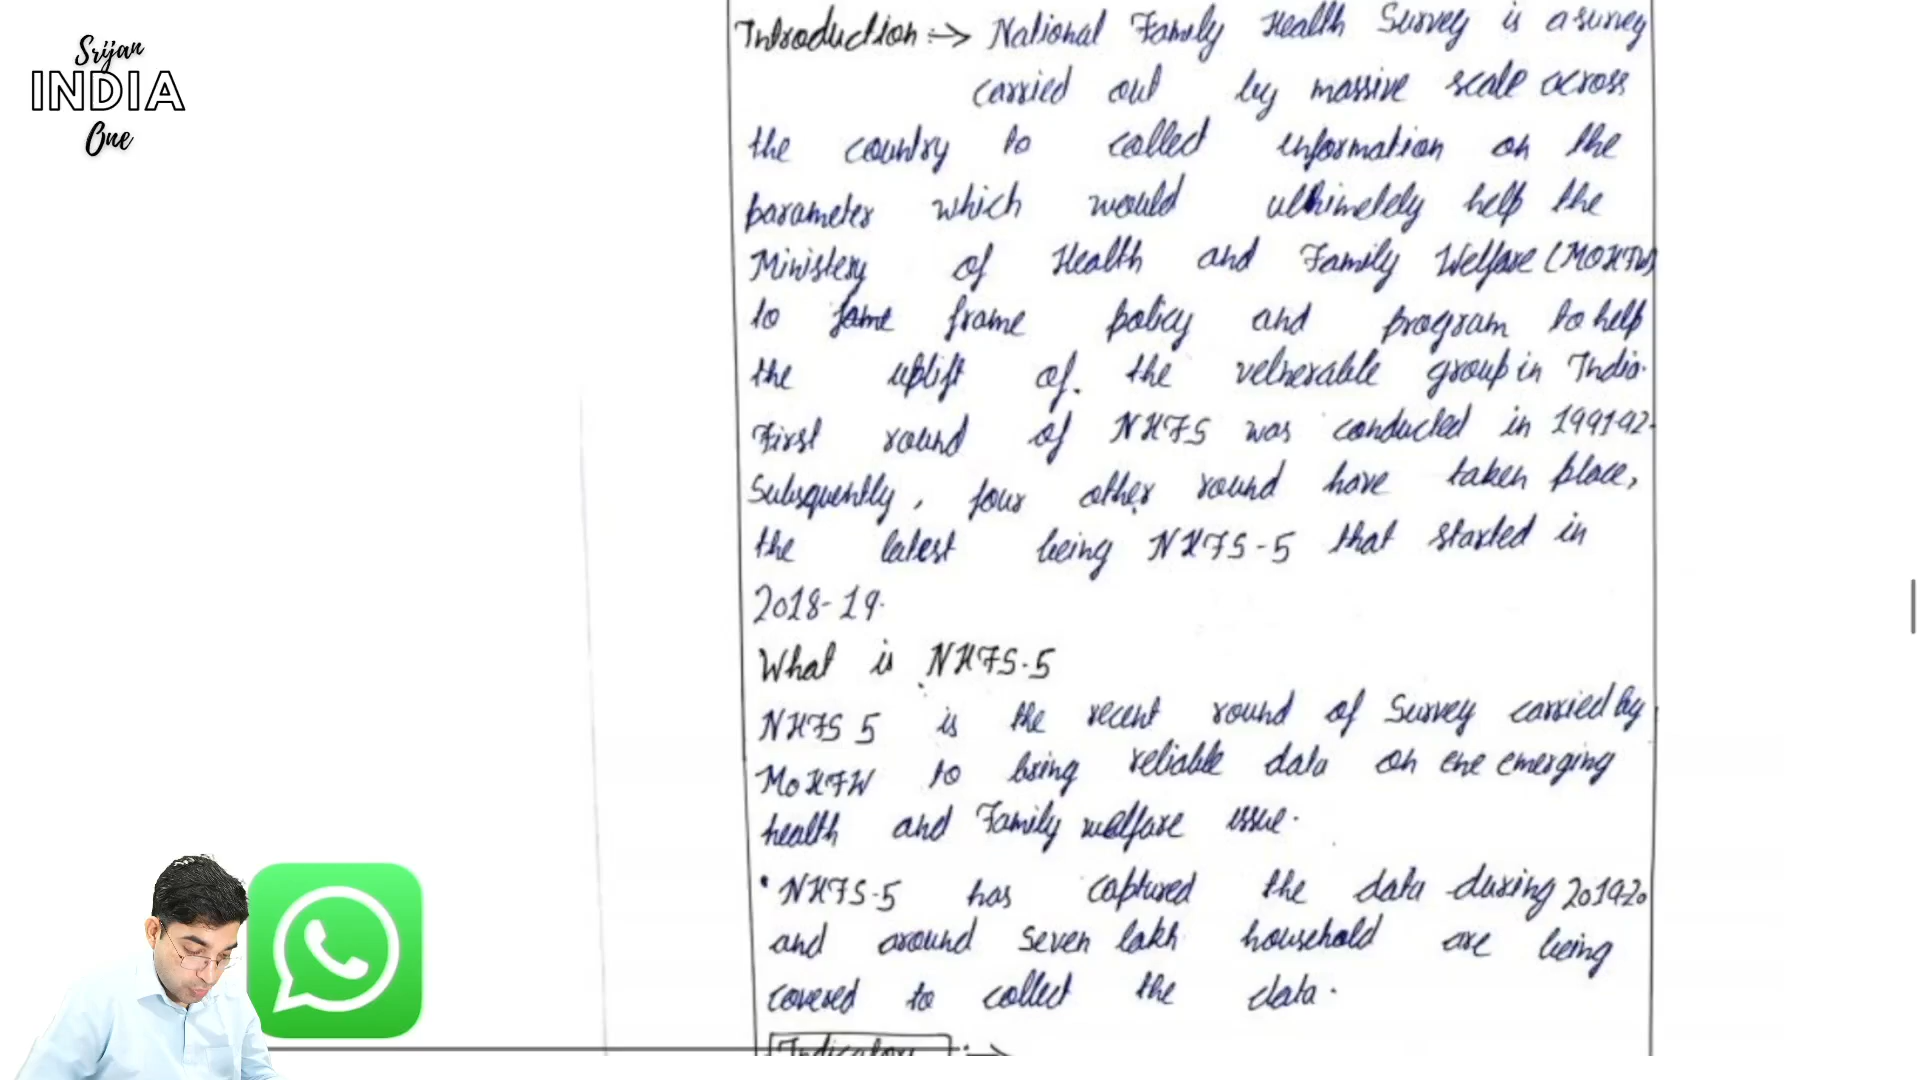 Srijan
INDIA
One
Introduction :-> National Family Health Survey is a survey
carried out by massive scale across
the country to collect information on the
parameter which would ultimetely help the
Ministery of Health and Family Welfare (MOHFW)
to frame policy and program to help
the uplift of. the velnerable group in India.
First round of NHFS was conducted in 1991-92.
Subsquently, four other round have taken place,
the latest being NHFS-5 that started in
2018-19.
What is NHFS-5
NHFS 5 is the recent round of Survey carried by
MoHFW to bring reliable data on the emerging
health and Family welfare issue.
• NHFS-5 has captured the data during 2019-20
and around seven lakh household are being
covered to collect the data.
Indicators :->